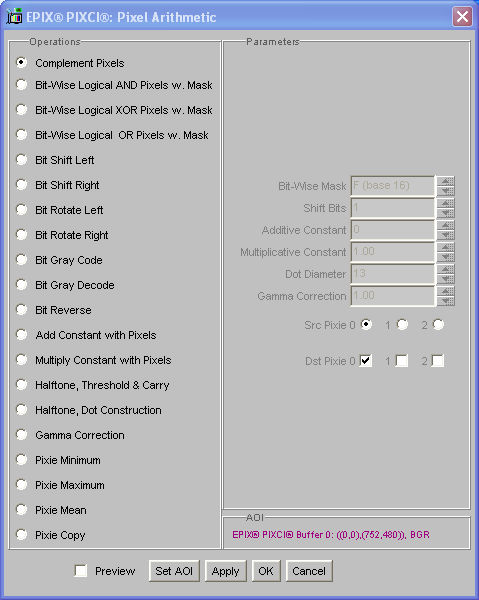 EPIX® PIXCI®: Pixel Arithmetic
Operations
Complement Pixels
Bit-Wise Logical AND Pixels w. Mask
Bit-Wise Logical XOR Pixels w. Mask
Bit-Wise Logical  OR Pixels w. Mask
Bit Shift Left
Bit Shift Right
Bit Rotate Left
Bit Rotate Right
Bit Gray Code
Bit Gray Decode
Bit Reverse
Add Constant with Pixels
Multiply Constant with Pixels
Halftone, Threshold & Carry
Halftone, Dot Construction
Gamma Correction
Pixie Minimum
Pixie Maximum
Pixie Mean
Pixie Copy
Parameters
Bit-Wise Mask F (base 16)
Shift Bits 1
Additive Constant 0
Multiplicative Constant 1.00
Dot Diameter 13
Gamma Correction 1.00
Src Pixie 0 1 2
Dst Pixie 0 1 2
AOI
EPIX® PIXCI® Buffer 0: ((0,0),(752,480)), BGR
Preview Set AOI Apply OK Cancel